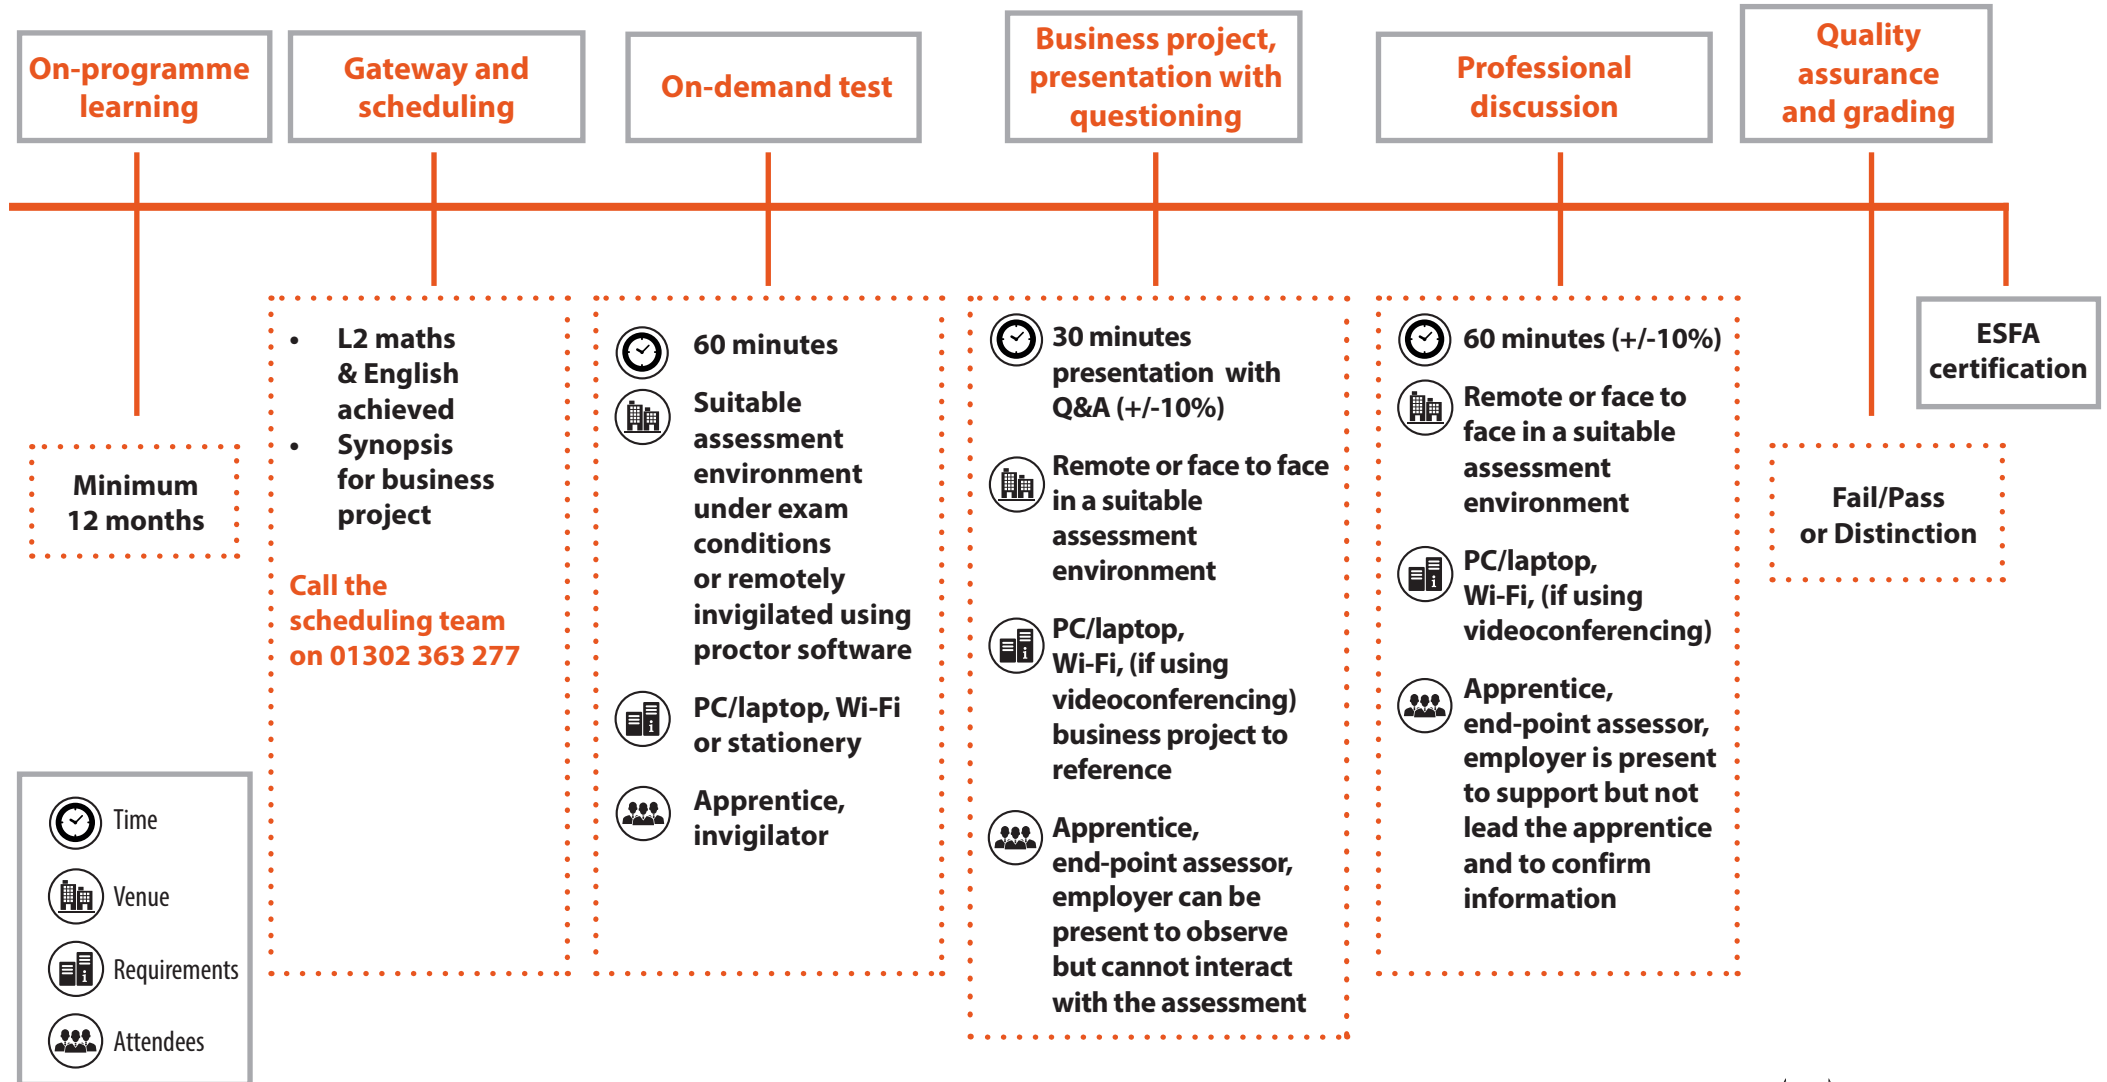 On-programme
learning
Gateway and
scheduling
On-demand test
Business project,
presentation with
questioning
Professional
discussion
Quality
assurance
and grading
Minimum
12 months
• L2 maths
& English
achieved
• Synopsis
for business
project
Call the
scheduling team
on 01302 363 277
60 minutes
Suitable
assessment
environment
under exam
conditions
or remotely
invigilated using
proctor software
PC/laptop, Wi-Fi
or stationery
Apprentice,
invigilator
30 minutes
presentation with
Q&A (+/-10%)
Remote or face to face
in a suitable
assessment
environment
PC/laptop,
Wi-Fi, (if using
videoconferencing)
business project to
reference
Apprentice,
end-point assessor,
employer can be
present to observe
but cannot interact
with the assessment
60 minutes (+/-10%)
Remote or face to
face in a suitable
assessment
environment
PC/laptop,
Wi-Fi, (if using
videoconferencing)
Apprentice,
end-point assessor,
employer is present
to support but not
lead the apprentice
and to confirm
information
Fail/Pass
or Distinction
ESFA
certification
Time
Venue
Requirements
Attendees